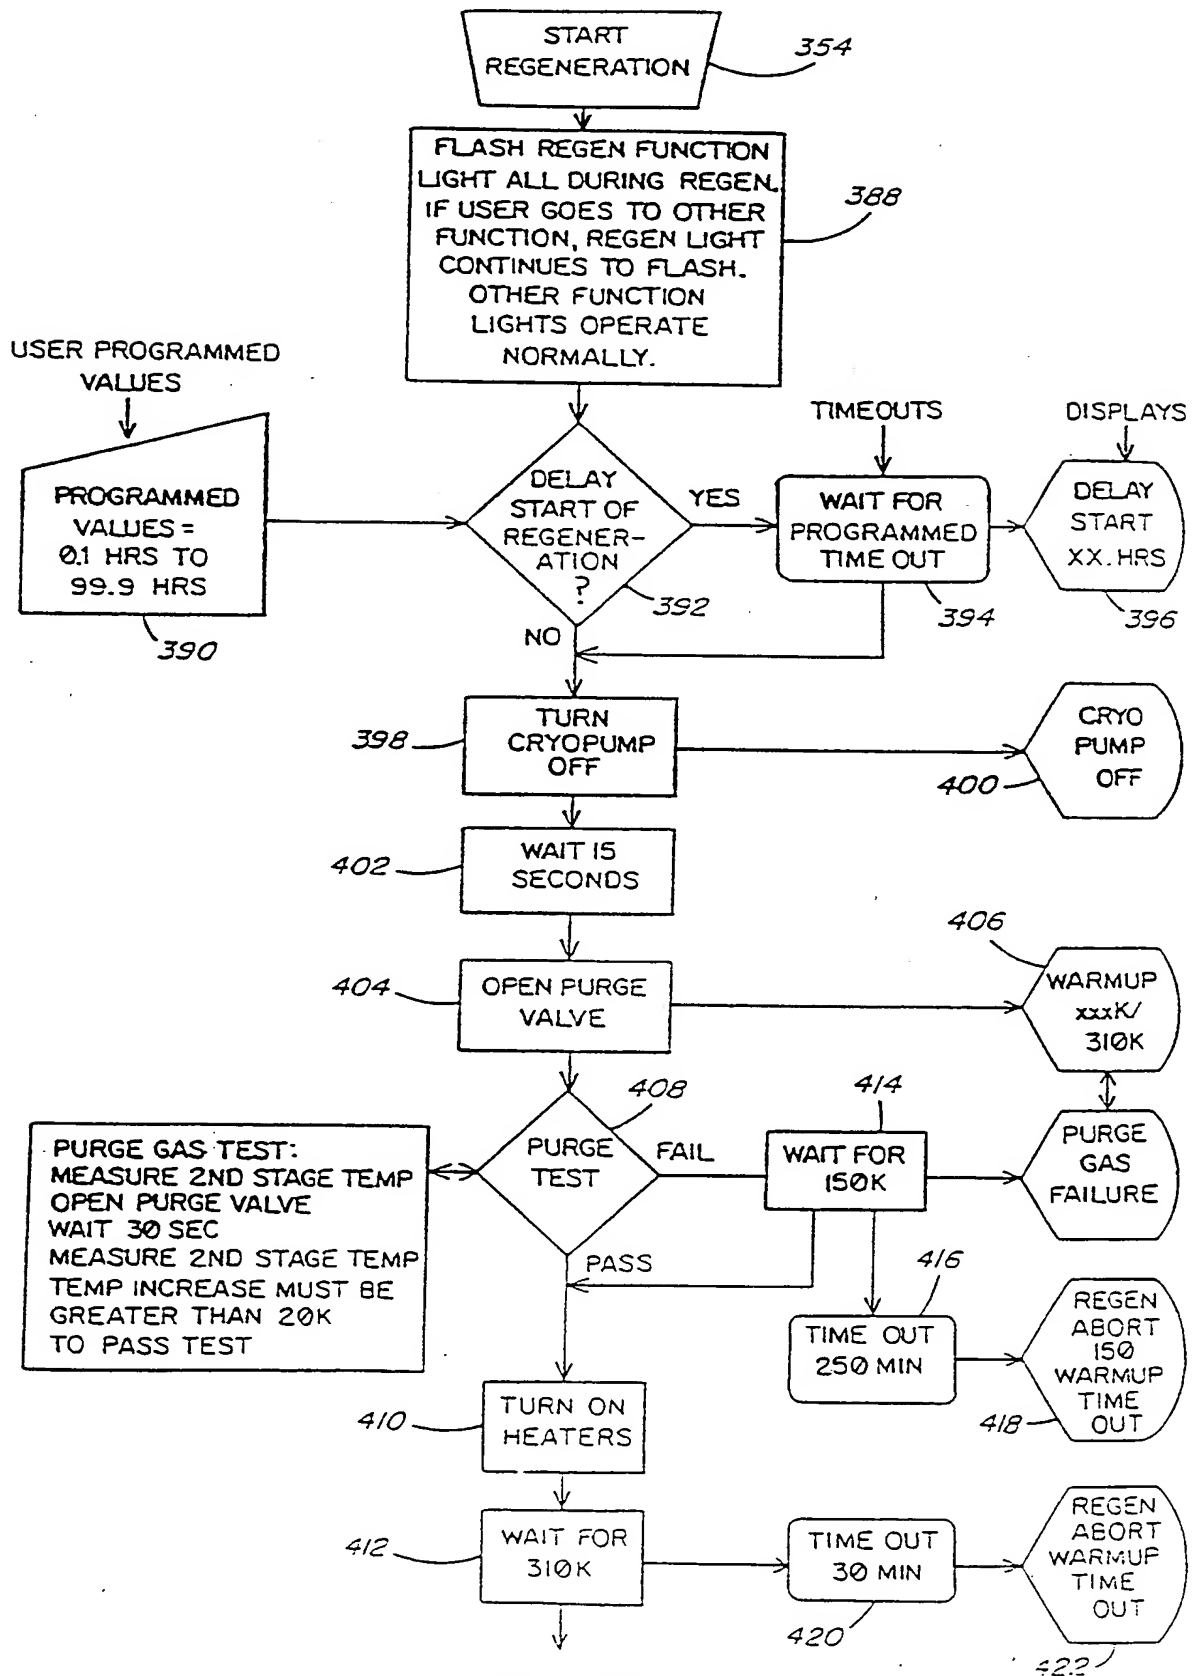 START
REGENERATION
354
FLASH REGEN FUNCTION
LIGHT ALL DURING REGEN.
IF USER GOES TO OTHER
FUNCTION, REGEN LIGHT
CONTINUES TO FLASH.
OTHER FUNCTION
LIGHTS OPERATE
NORMALLY.
388
USER PROGRAMMED
VALUES
PROGRAMMED
VALUES =
0.1 HRS TO
99.9 HRS
390
DELAY
START OF
REGENER-
ATION
?
392
YES
NO
TIMEOUTS
WAIT FOR
PROGRAMMED
TIME OUT
394
DISPLAYS
DELAY
START
XX. HRS
396
TURN
CRYOPUMP
OFF
398
CRYO
PUMP
OFF
400
WAIT 15
SECONDS
402
OPEN PURGE
VALVE
404
WARMUP
xxxK/
310K
406
PURGE
TEST
408
FAIL
PASS
PURGE GAS TEST:
MEASURE 2ND STAGE TEMP
OPEN PURGE VALVE
WAIT 30 SEC
MEASURE 2ND STAGE TEMP
TEMP INCREASE MUST BE
GREATER THAN 20K
TO PASS TEST
WAIT FOR
150K
414
PURGE
GAS
FAILURE
TIME OUT
250 MIN
416
REGEN
ABORT
150
WARMUP
TIME
OUT
418
TURN ON
HEATERS
410
WAIT FOR
310K
412
TIME OUT
30 MIN
420
REGEN
ABORT
WARMUP
TIME
OUT
422